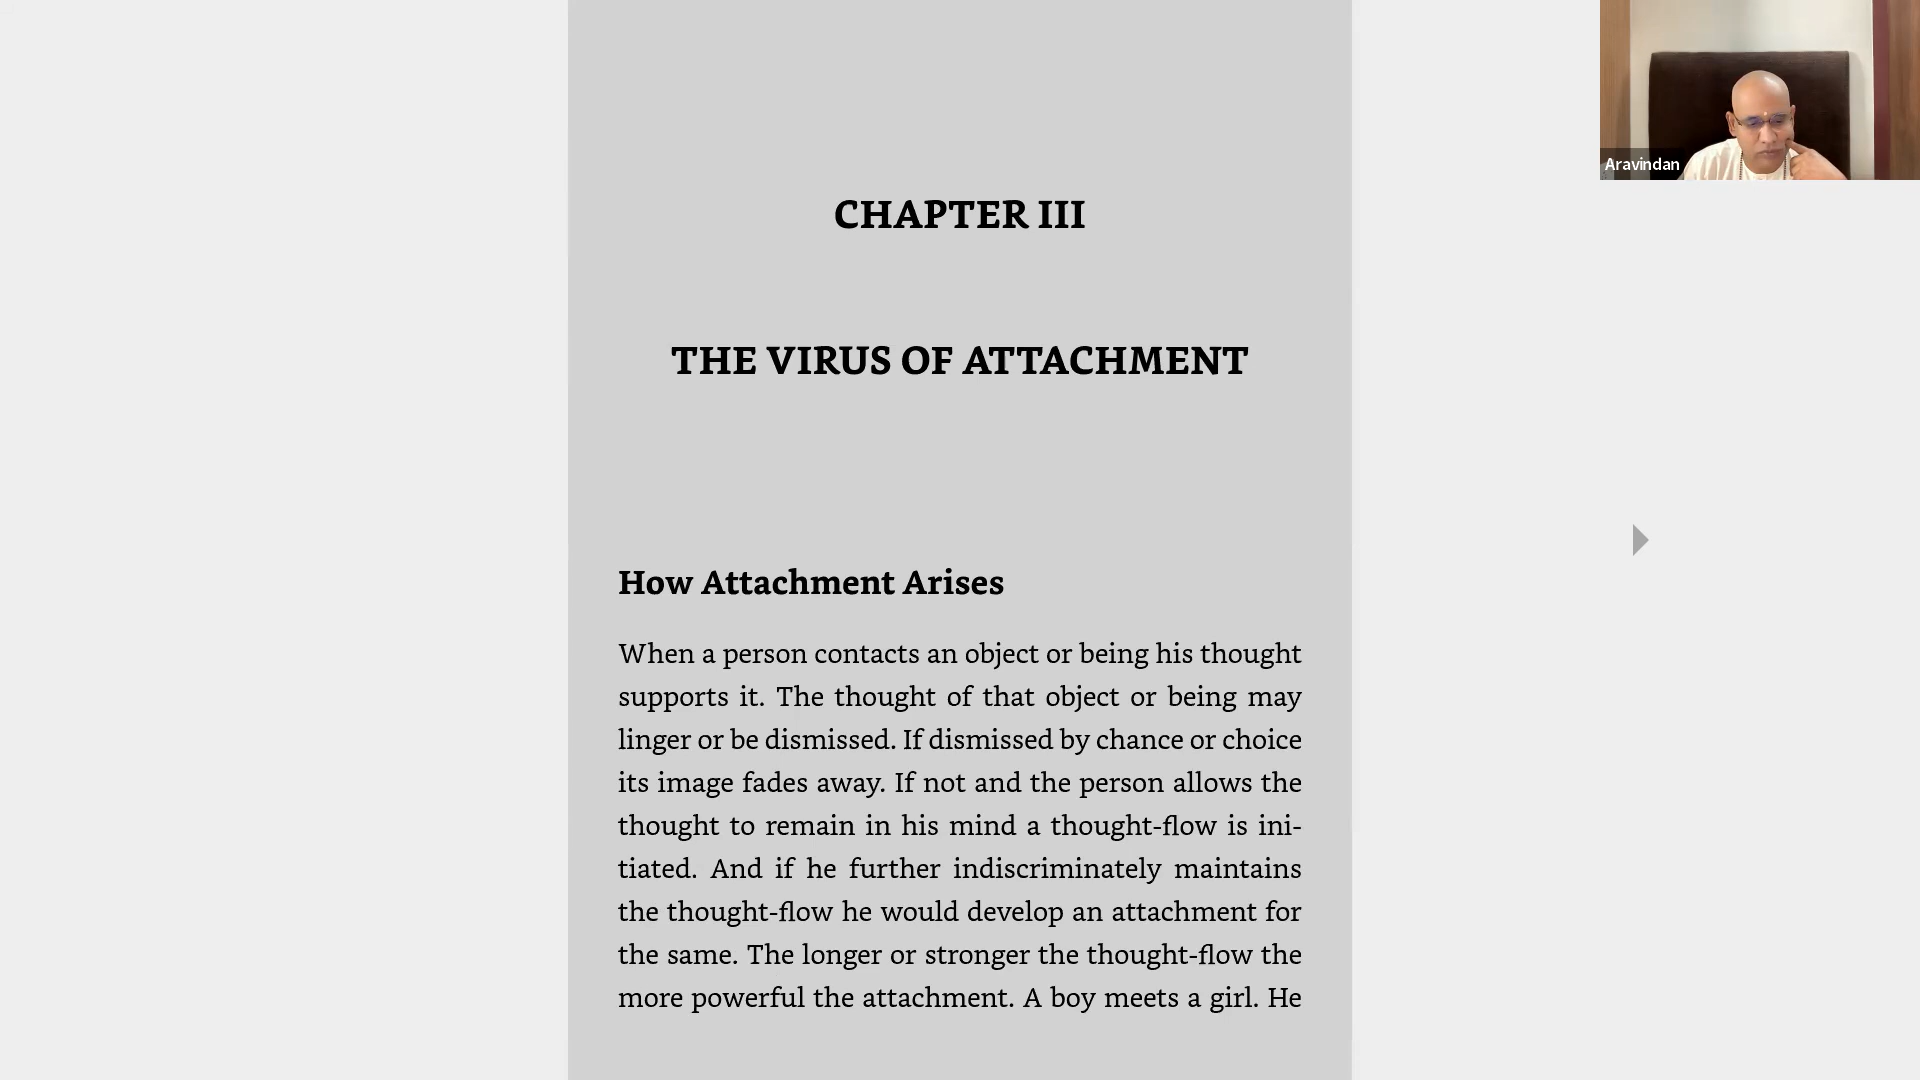 Aravindan
CHAPTER III
THE VIRUS OF ATTACHMENT
How Attachment Arises
When a person contacts an object or being his thought
supports it. The thought of that object or being may
linger or be dismissed. If dismissed by chance or choice
its image fades away. If not and the person allows the
thought to remain in his mind a thought-flow is ini-
tiated. And if he further indiscriminately maintains
the thought-flow he would develop an attachment for
the same. The longer or stronger the thought-flow the
more powerful the attachment. A boy meets a girl. He